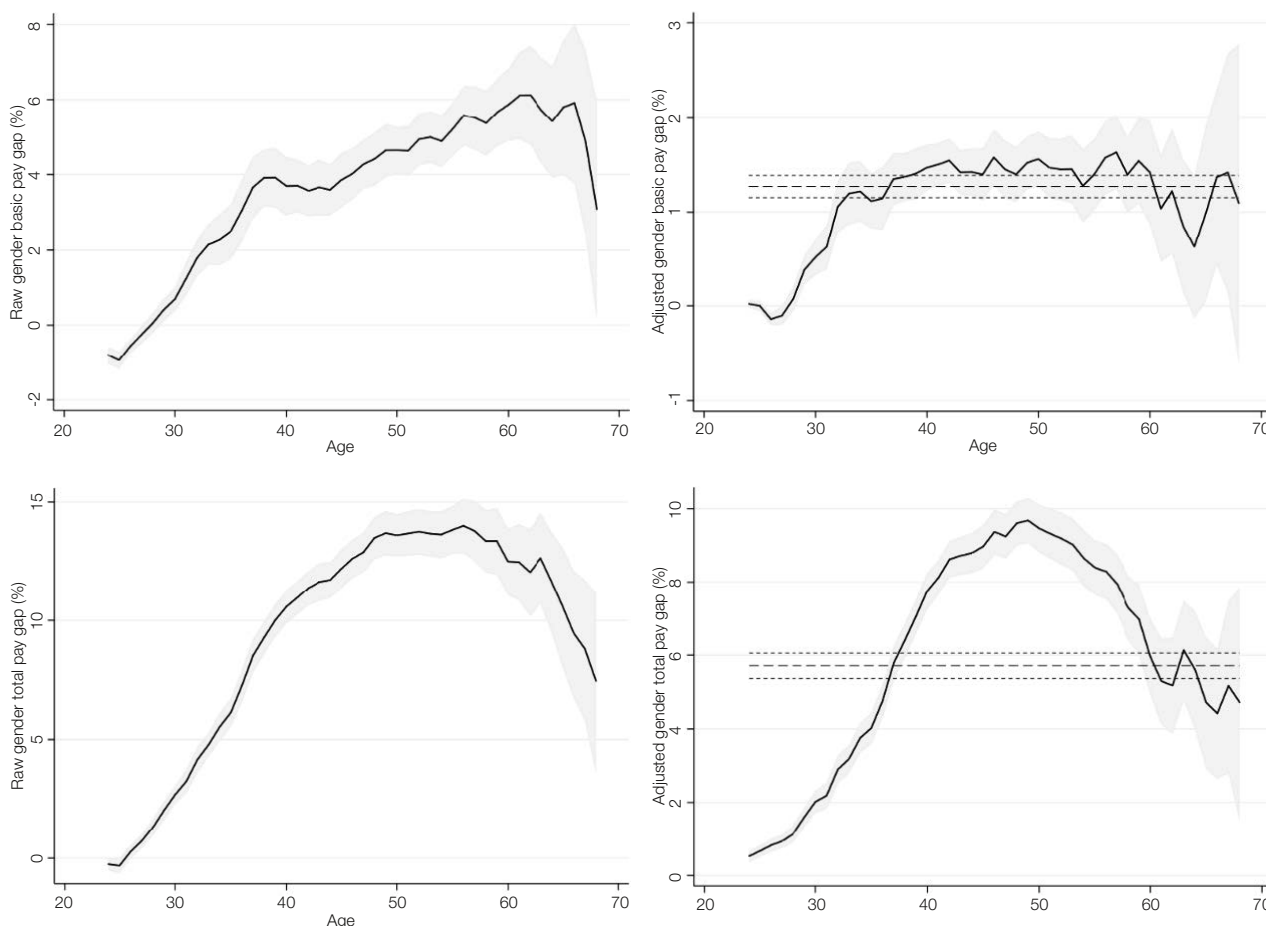 Raw gender basic pay gap (%)
8
6
4
2
0
-2
20 30 40 50 60 70
Age
Adjusted gender basic pay gap (%)
3
2
1
0
-1
20 30 40 50 60 70
Age
Raw gender total pay gap (%)
15
10
5
0
20 30 40 50 60 70
Age
Adjusted gender total pay gap (%)
10
8
6
4
2
0
20 30 40 50 60 70